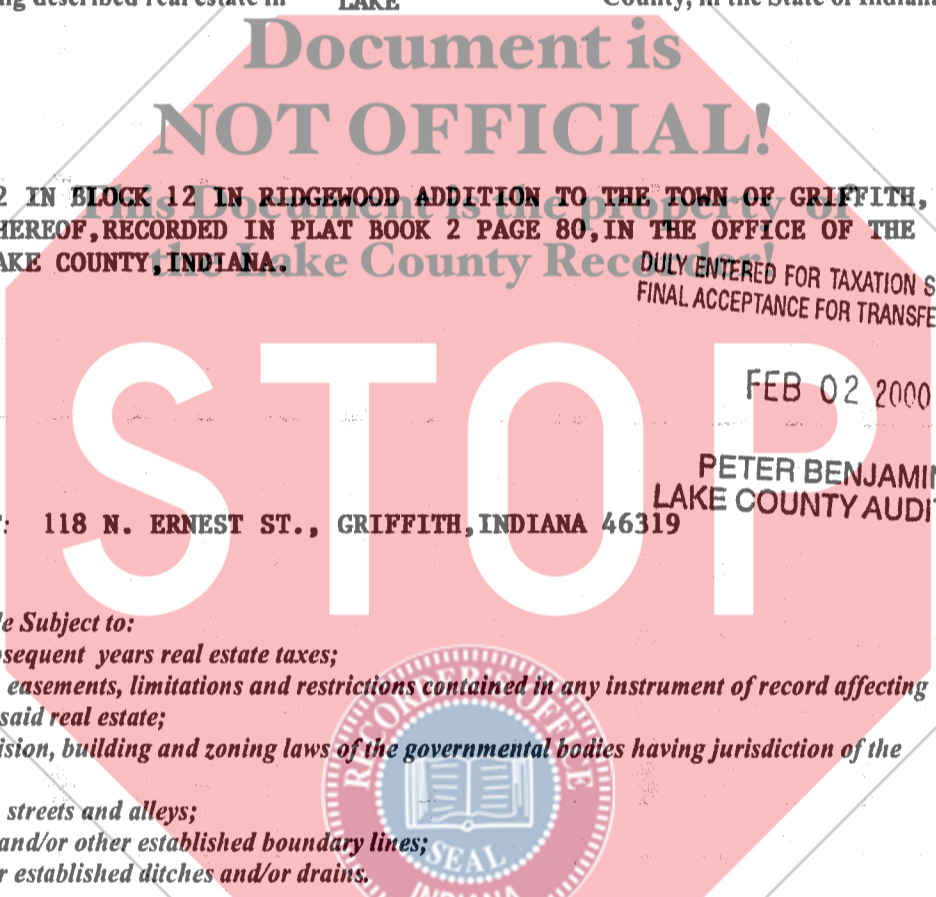 described real estate in LAKE County, in the State of
Document is
NOT OFFICIAL!
This Document is the property of
the Lake County Recorder!
2 IN BLOCK 12 IN RIDGEWOOD ADDITION TO THE TOWN OF GRIFFITH,
HEREOF,RECORDED IN PLAT BOOK 2 PAGE 80,IN THE OFFICE OF THE
AKE COUNTY,INDIANA.
DULY ENTERED FOR TAXATION S
FINAL ACCEPTANCE FOR TRANSFE
STOP
FEB 02 2000
PETER BENJAMIN
LAKE COUNTY AUDIT
: 118 N. ERNEST ST., GRIFFITH,INDIANA 46319
le Subject to:
bsequent years real estate taxes;
easements, limitations and restrictions contained in any instrument of record affecting
said real estate;
ision, building and zoning laws of the governmental bodies having jurisdiction of the
streets and alleys;
and/or other established boundary lines;
r established ditches and/or drains.
RECORDER'S OFFICE
SEAL
INDIANA